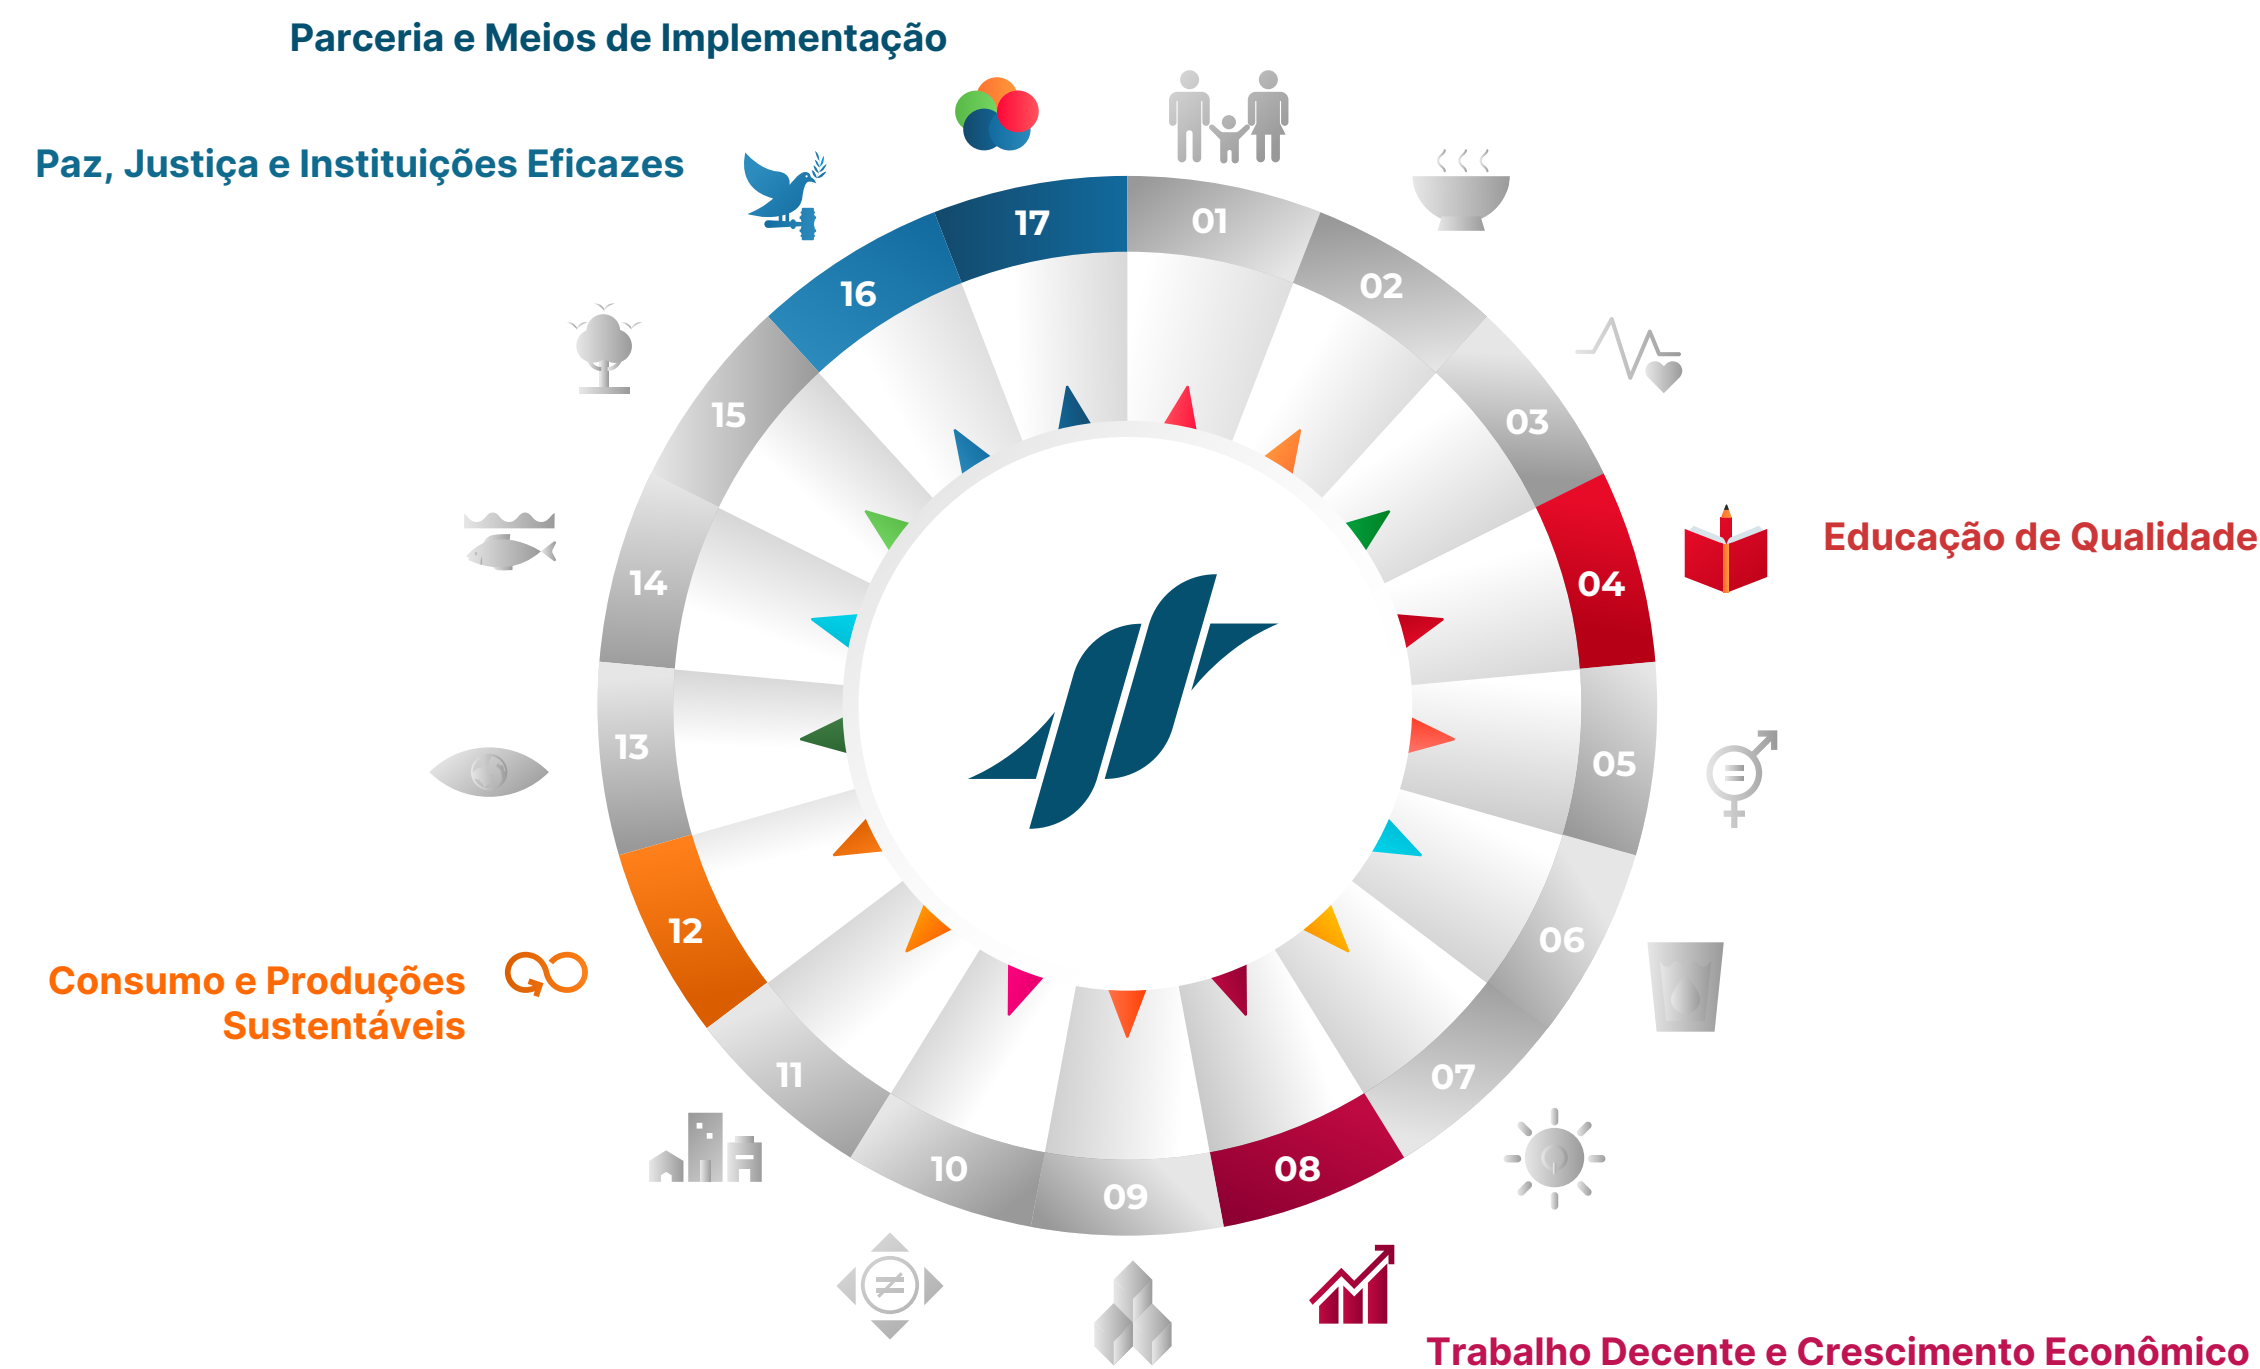 Parceria e Meios de Implementação
Paz, Justiça e Instituições Eficazes
17
01
16
02
15
03
Educação de Qualidade
14
04
13
05
12
06
Consumo e Produções
Sustentáveis
11
07
10
08
09
Trabalho Decente e Crescimento Econômico